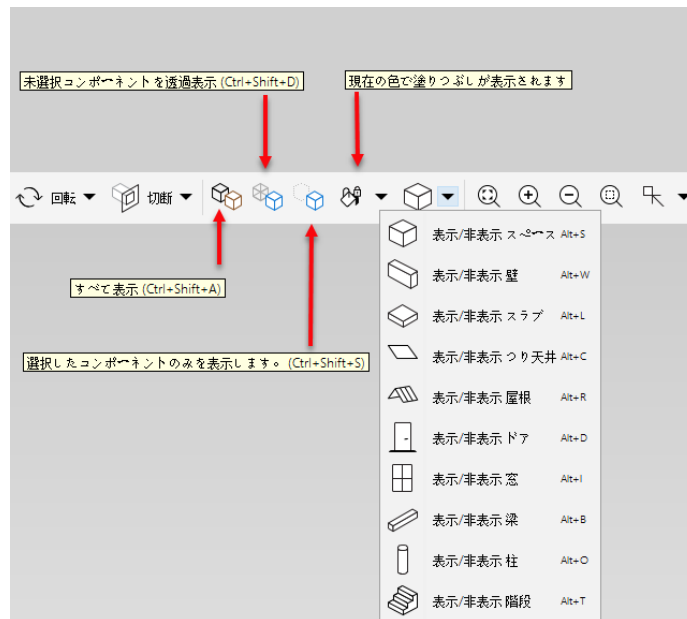 未選択コンポーネントを透過表示 (Ctrl+Shift+D)
現在の色で塗りつぶしが表示されます
回転
切断
すべて表示 (Ctrl+Shift+A)
選択したコンポーネントのみを表示します。 (Ctrl+Shift+S)
表示/非表示 スペース Alt+S
表示/非表示 壁 Alt+W
表示/非表示 スラブ Alt+L
表示/非表示 つり天井 Alt+C
表示/非表示 屋根 Alt+R
表示/非表示 ドア Alt+D
表示/非表示 窓 Alt+I
表示/非表示 梁 Alt+B
表示/非表示 柱 Alt+O
表示/非表示 階段 Alt+T